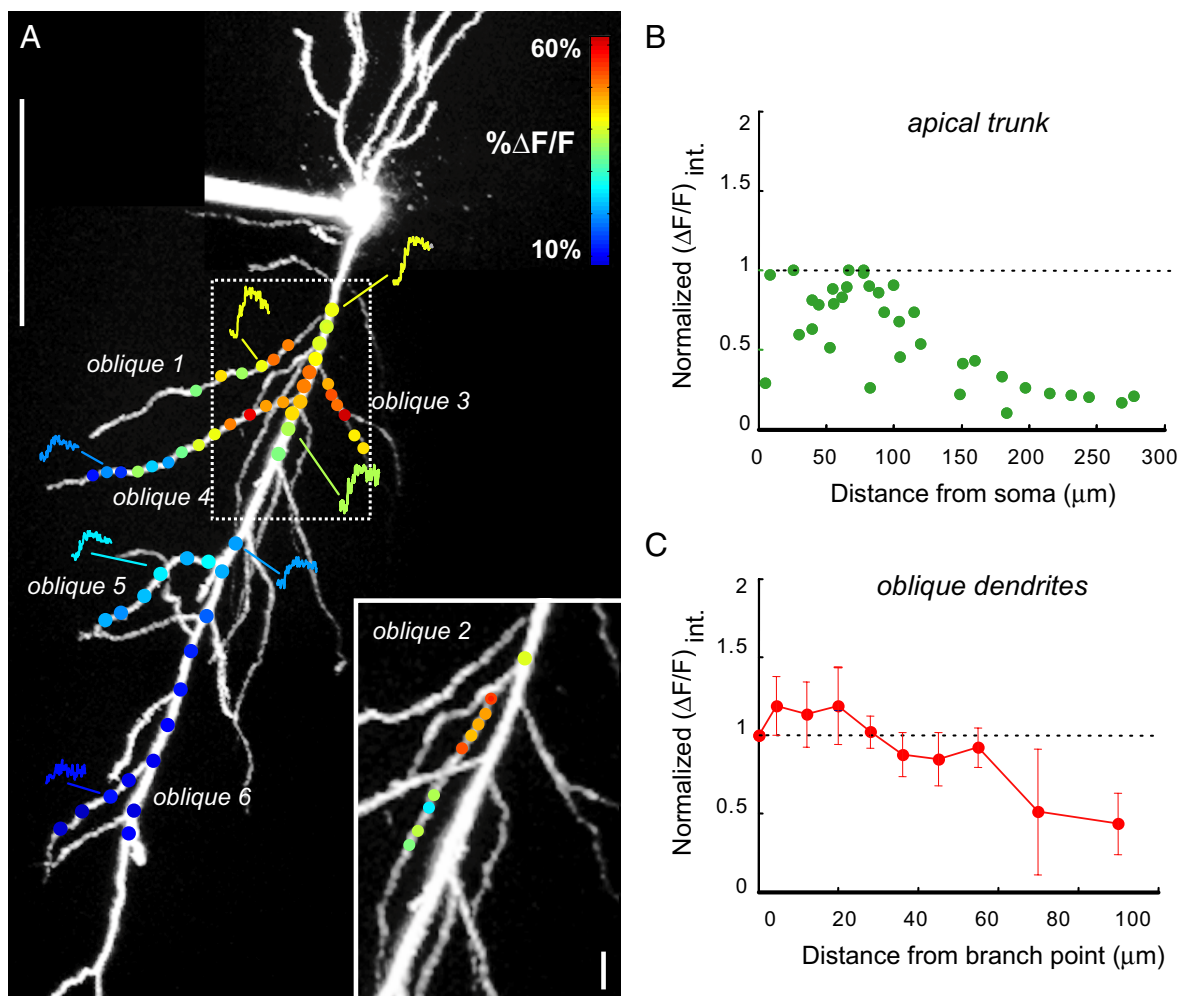 A
60%
%ΔF/F
10%
oblique 1
oblique 3
oblique 4
oblique 5
oblique 2
oblique 6
B
apical trunk
Normalized (ΔF/F) int.
2
1.5
1
0.5
0
0 50 100 150 200 250 300
Distance from soma (μm)
C
oblique dendrites
Normalized (ΔF/F) int.
2
1.5
1
0.5
0
0 20 40 60 80 100
Distance from branch point (μm)